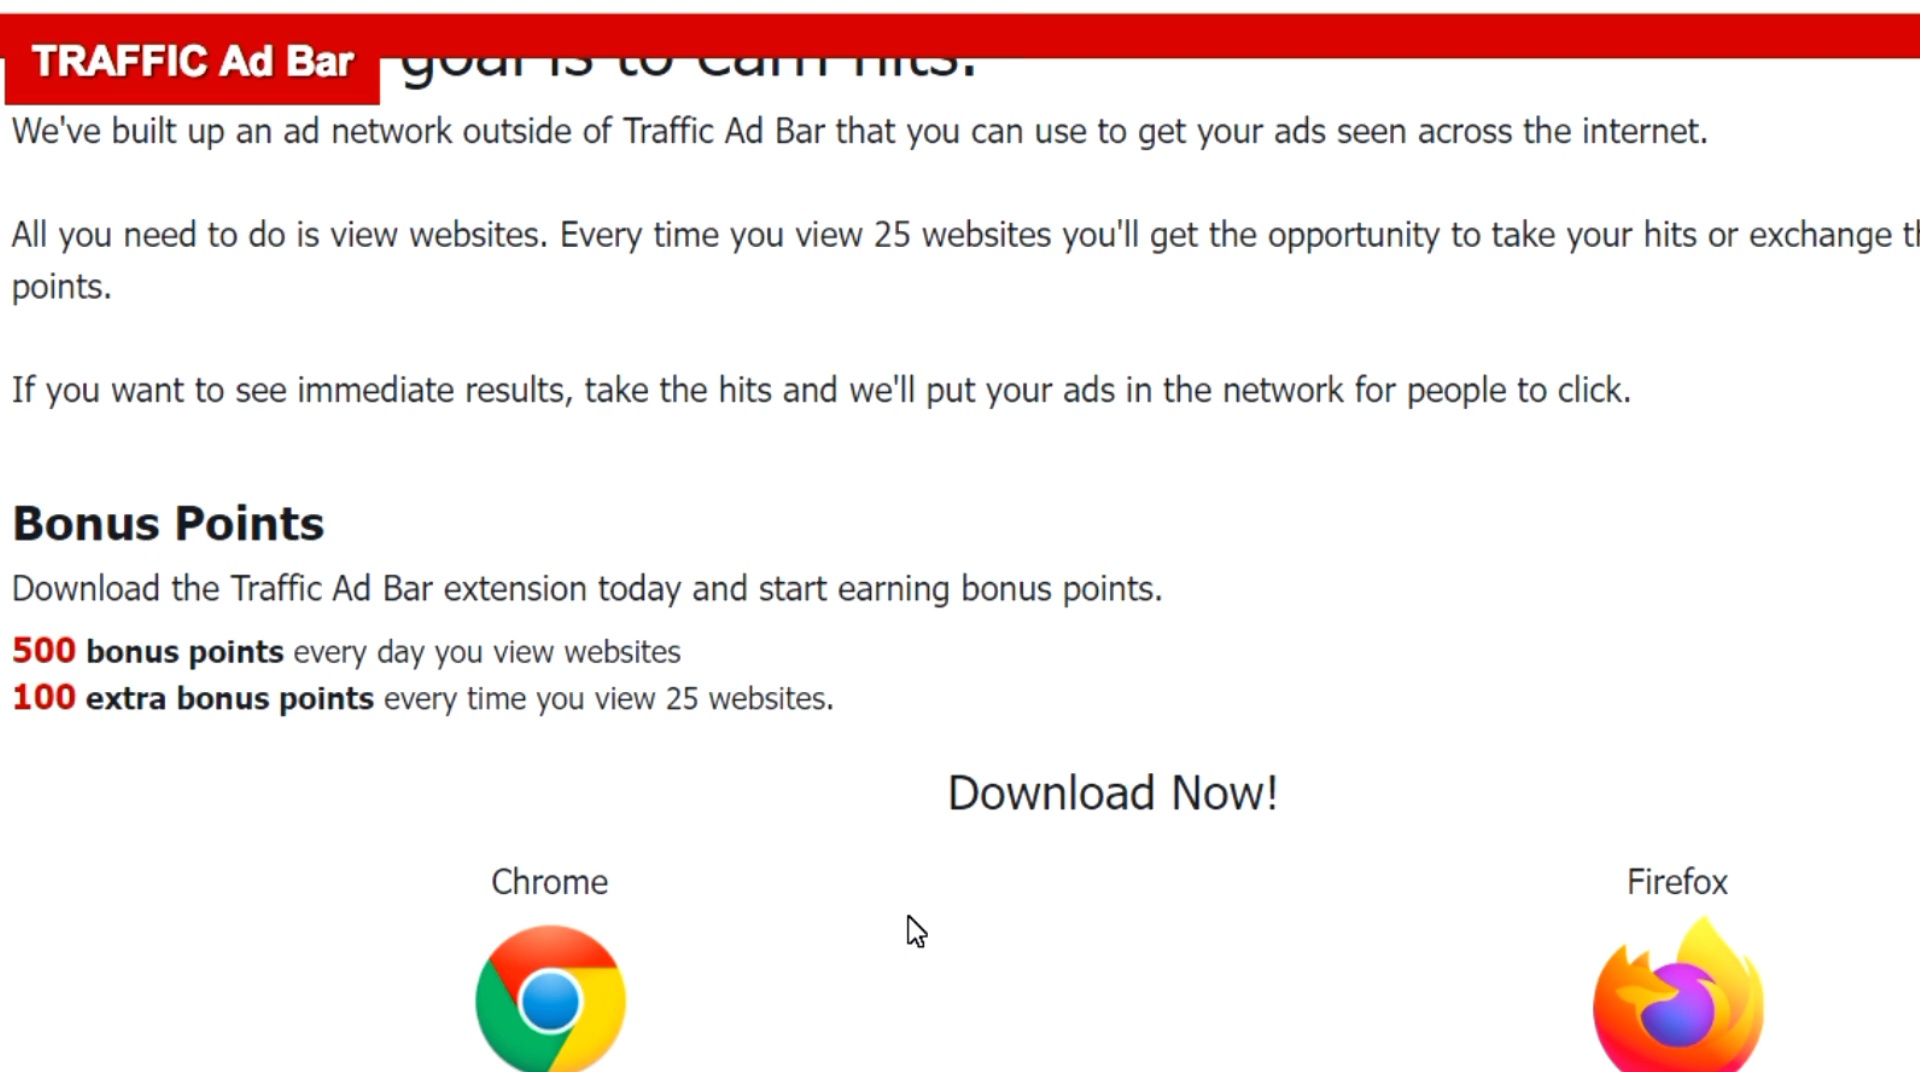 TRAFFIC Ad Bar
goal is to earn hits.
We've built up an ad network outside of Traffic Ad Bar that you can use to get your ads seen across the internet.
All you need to do is view websites. Every time you view 25 websites you'll get the opportunity to take your hits or exchange
points.
If you want to see immediate results, take the hits and we'll put your ads in the network for people to click.
Bonus Points
Download the Traffic Ad Bar extension today and start earning bonus points.
500 bonus points every day you view websites
100 extra bonus points every time you view 25 websites.
Download Now!
Chrome
Firefox